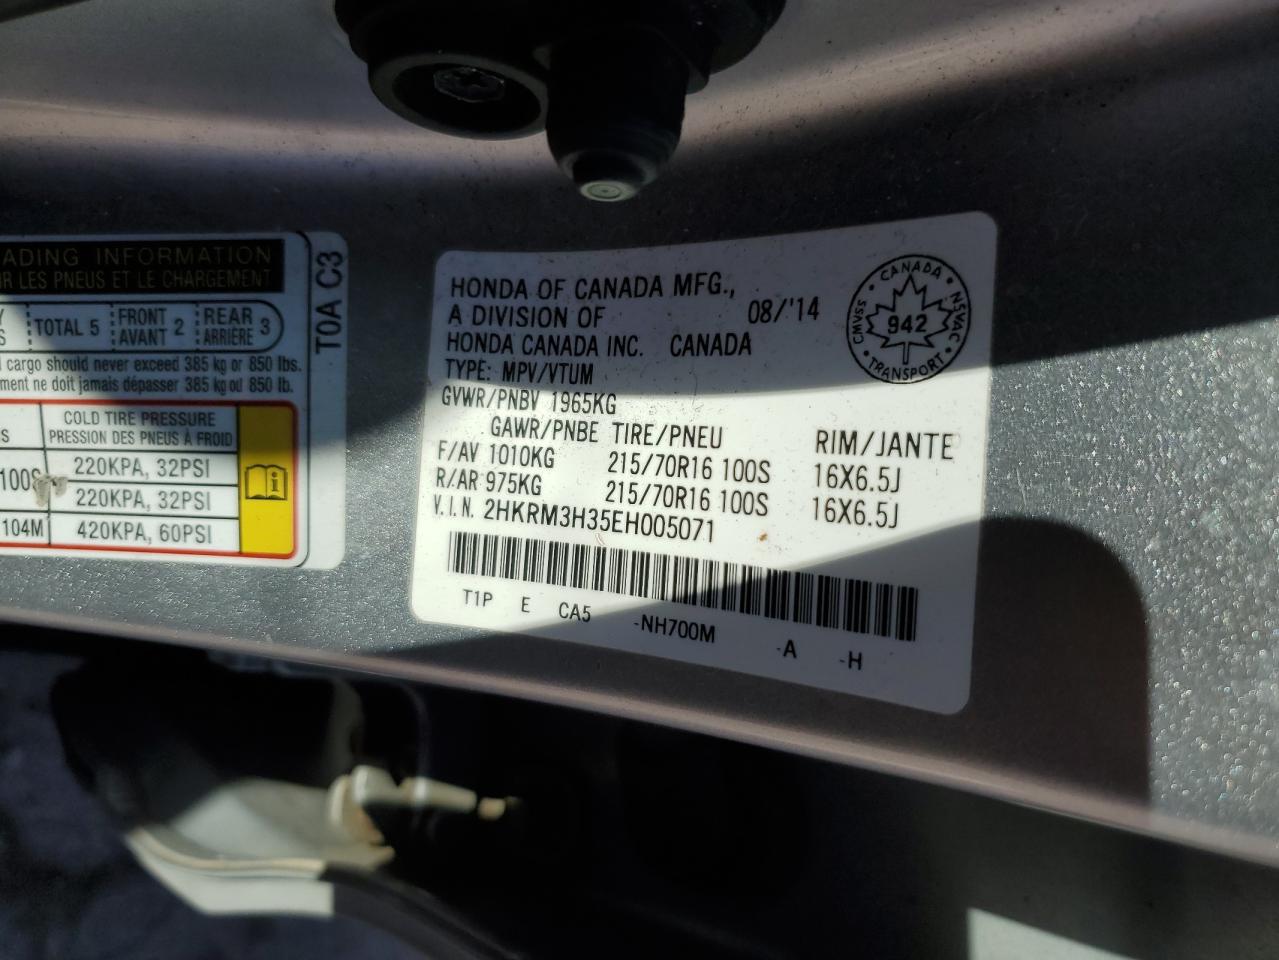 ADING INFORMATION
R LES PNEUS ET LE CHARGEMENT
TOTAL 5
FRONT
AVANT 2
REAR
ARRIÈRE 3
cargo should never exceed 385 kg or 850 lbs.
ment ne doit jamais dépasser 385 kg ou 850 lb.
COLD TIRE PRESSURE
PRESSION DES PNEUS À FROID
100S 220KPA, 32PSI
220KPA, 32PSI
104M 420KPA, 60PSI
T0A C3
HONDA OF CANADA MFG.,
A DIVISION OF
HONDA CANADA INC. CANADA
08/'14
CANADA
CMVSS
NSVAC
942
TRANSPORT
TYPE: MPV/VTUM
GVWR/PNBV 1965KG
GAWR/PNBE TIRE/PNEU RIM/JANTE
F/AV 1010KG 215/70R16 100S 16X6.5J
R/AR 975KG 215/70R16 100S 16X6.5J
V.I.N. 2HKRM3H35EH005071
T1P E CA5 -NH700M -A -H